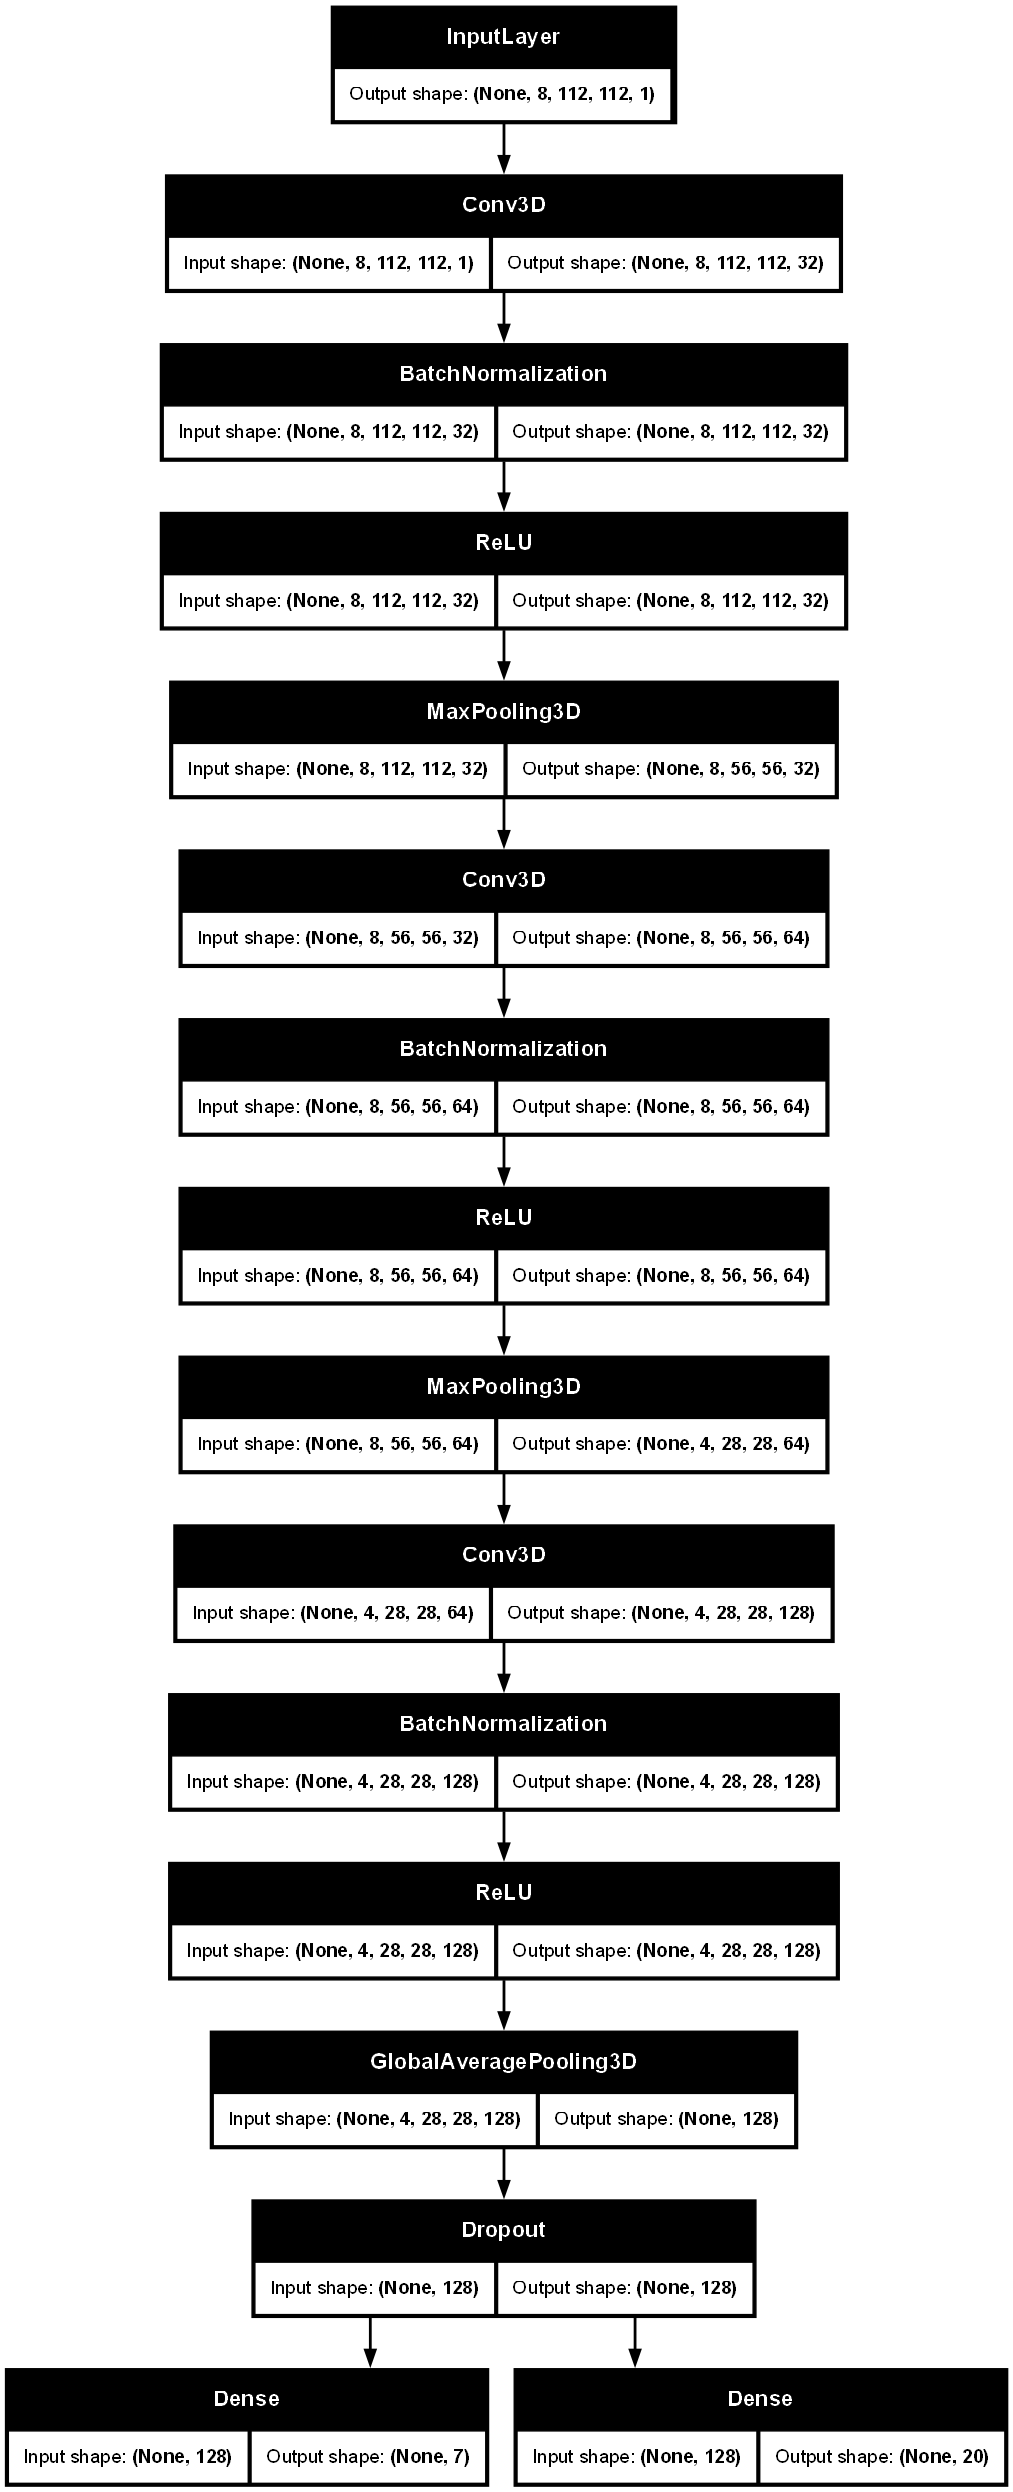 InputLayer
Output shape: (None, 8, 112, 112, 1)
Conv3D
Input shape: (None, 8, 112, 112, 1) Output shape: (None, 8, 112, 112, 32)
BatchNormalization
Input shape: (None, 8, 112, 112, 32) Output shape: (None, 8, 112, 112, 32)
ReLU
Input shape: (None, 8, 112, 112, 32) Output shape: (None, 8, 112, 112, 32)
MaxPooling3D
Input shape: (None, 8, 112, 112, 32) Output shape: (None, 8, 56, 56, 32)
Conv3D
Input shape: (None, 8, 56, 56, 32) Output shape: (None, 8, 56, 56, 64)
BatchNormalization
Input shape: (None, 8, 56, 56, 64) Output shape: (None, 8, 56, 56, 64)
ReLU
Input shape: (None, 8, 56, 56, 64) Output shape: (None, 8, 56, 56, 64)
MaxPooling3D
Input shape: (None, 8, 56, 56, 64) Output shape: (None, 4, 28, 28, 64)
Conv3D
Input shape: (None, 4, 28, 28, 64) Output shape: (None, 4, 28, 28, 128)
BatchNormalization
Input shape: (None, 4, 28, 28, 128) Output shape: (None, 4, 28, 28, 128)
ReLU
Input shape: (None, 4, 28, 28, 128) Output shape: (None, 4, 28, 28, 128)
GlobalAveragePooling3D
Input shape: (None, 4, 28, 28, 128) Output shape: (None, 128)
Dropout
Input shape: (None, 128) Output shape: (None, 128)
Dense
Input shape: (None, 128) Output shape: (None, 7)
Dense
Input shape: (None, 128) Output shape: (None, 20)